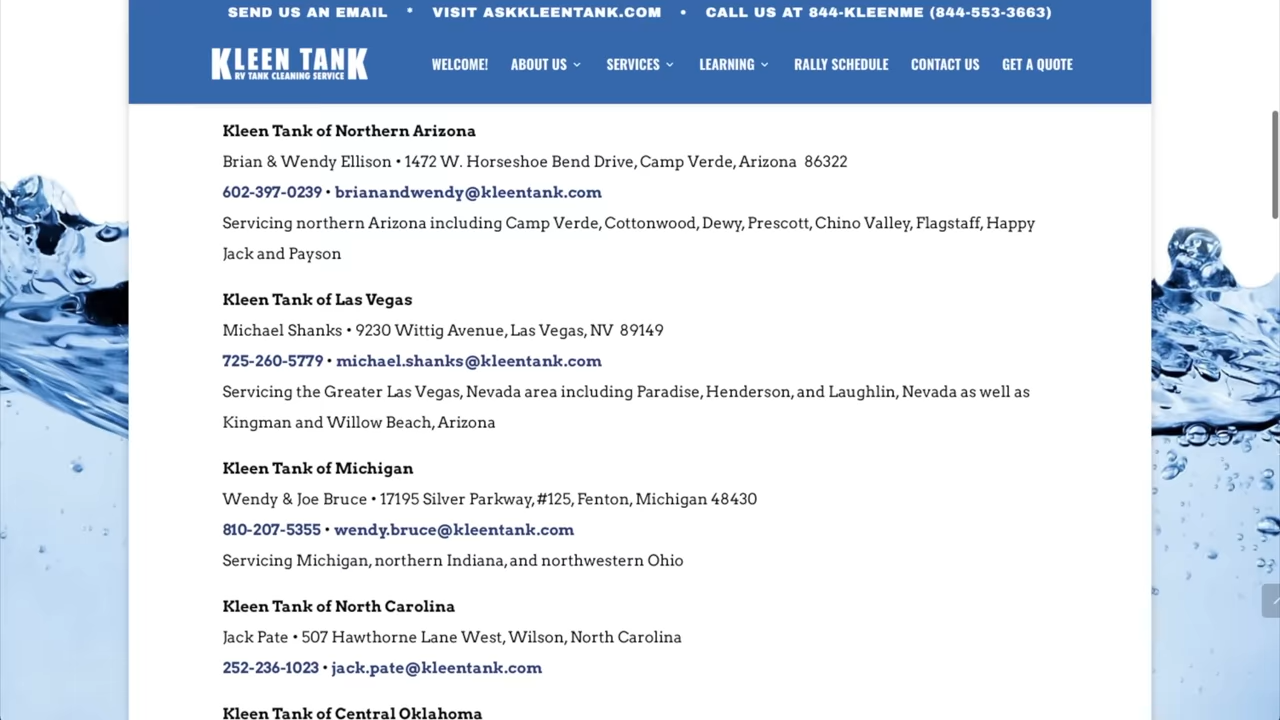 SEND US AN EMAIL * VISIT ASKKLEENTANK.COM • CALL US AT 844-KLEENME (844-553-3663)
KLEEN TANK
RV TANK CLEANING SERVICE
WELCOME! ABOUT US SERVICES LEARNING RALLY SCHEDULE CONTACT US GET A QUOTE
Kleen Tank of Northern Arizona
Brian & Wendy Ellison • 1472 W. Horseshoe Bend Drive, Camp Verde, Arizona 86322
602-397-0239 • brianandwendy@kleentank.com
Servicing northern Arizona including Camp Verde, Cottonwood, Dewy, Prescott, Chino Valley, Flagstaff, Happy
Jack and Payson
Kleen Tank of Las Vegas
Michael Shanks • 9230 Wittig Avenue, Las Vegas, NV 89149
725-260-5779 • michael.shanks@kleentank.com
Servicing the Greater Las Vegas, Nevada area including Paradise, Henderson, and Laughlin, Nevada as well as
Kingman and Willow Beach, Arizona
Kleen Tank of Michigan
Wendy & Joe Bruce • 17195 Silver Parkway, #125, Fenton, Michigan 48430
810-207-5355 • wendy.bruce@kleentank.com
Servicing Michigan, northern Indiana, and northwestern Ohio
Kleen Tank of North Carolina
Jack Pate • 507 Hawthorne Lane West, Wilson, North Carolina
252-236-1023 • jack.pate@kleentank.com
Kleen Tank of Central Oklahoma